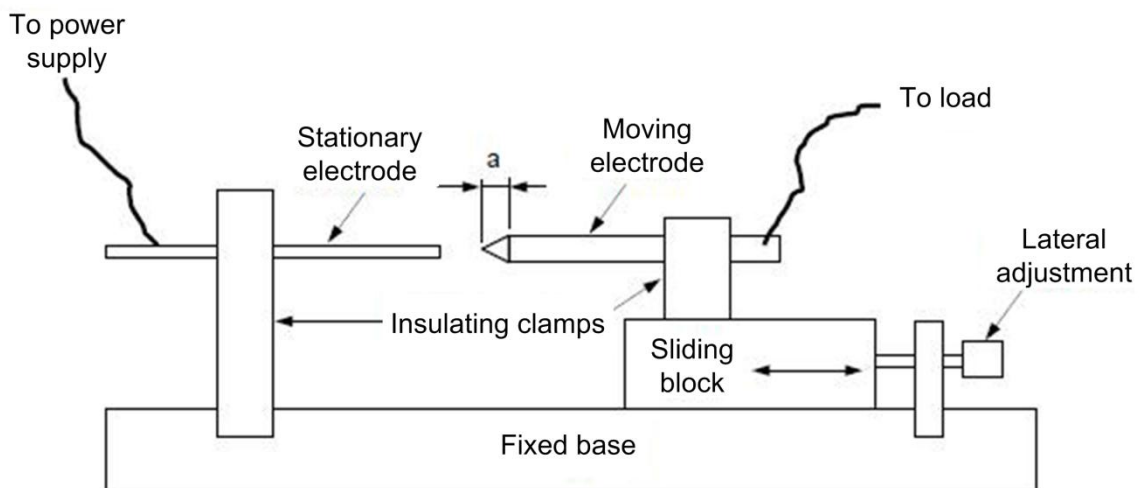 To power
supply
Stationary
electrode
a
Moving
electrode
To load
Lateral
adjustment
Insulating clamps
Sliding
block
Fixed base